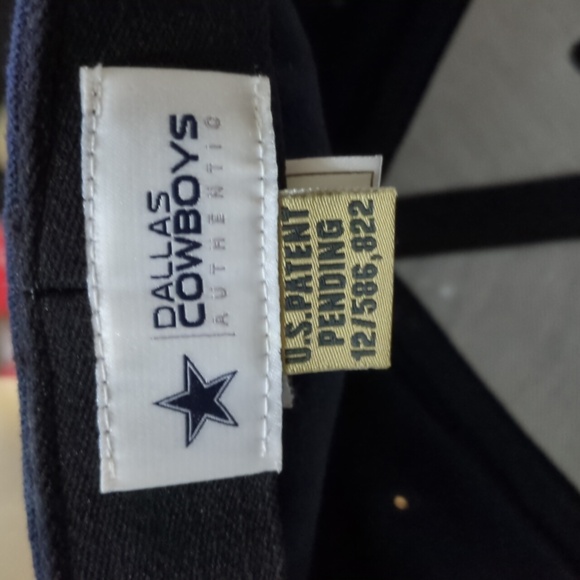 DALLAS
COWBOYS
AUTHENTIC
U.S. PATENT
PENDING
12/586,822